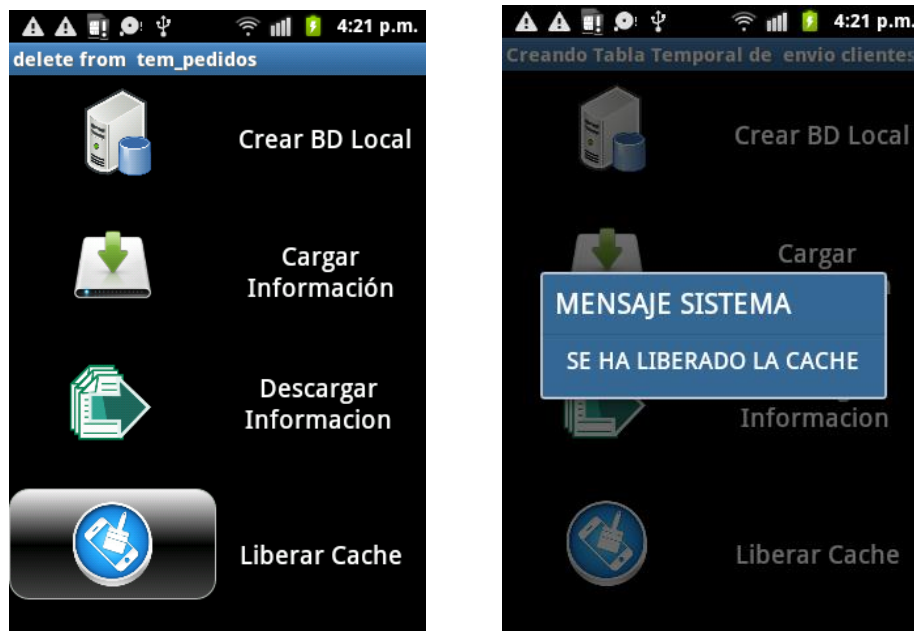 4:21 p.m.
delete from tem_pedidos
Crear BD Local
Cargar
Información
Descargar
Informacion
Liberar Cache
4:21 p.m.
Creando Tabla Temporal de envio clientes
Crear BD Local
Cargar
MENSAJE SISTEMA
SE HA LIBERADO LA CACHE
Informacion
Liberar Cache